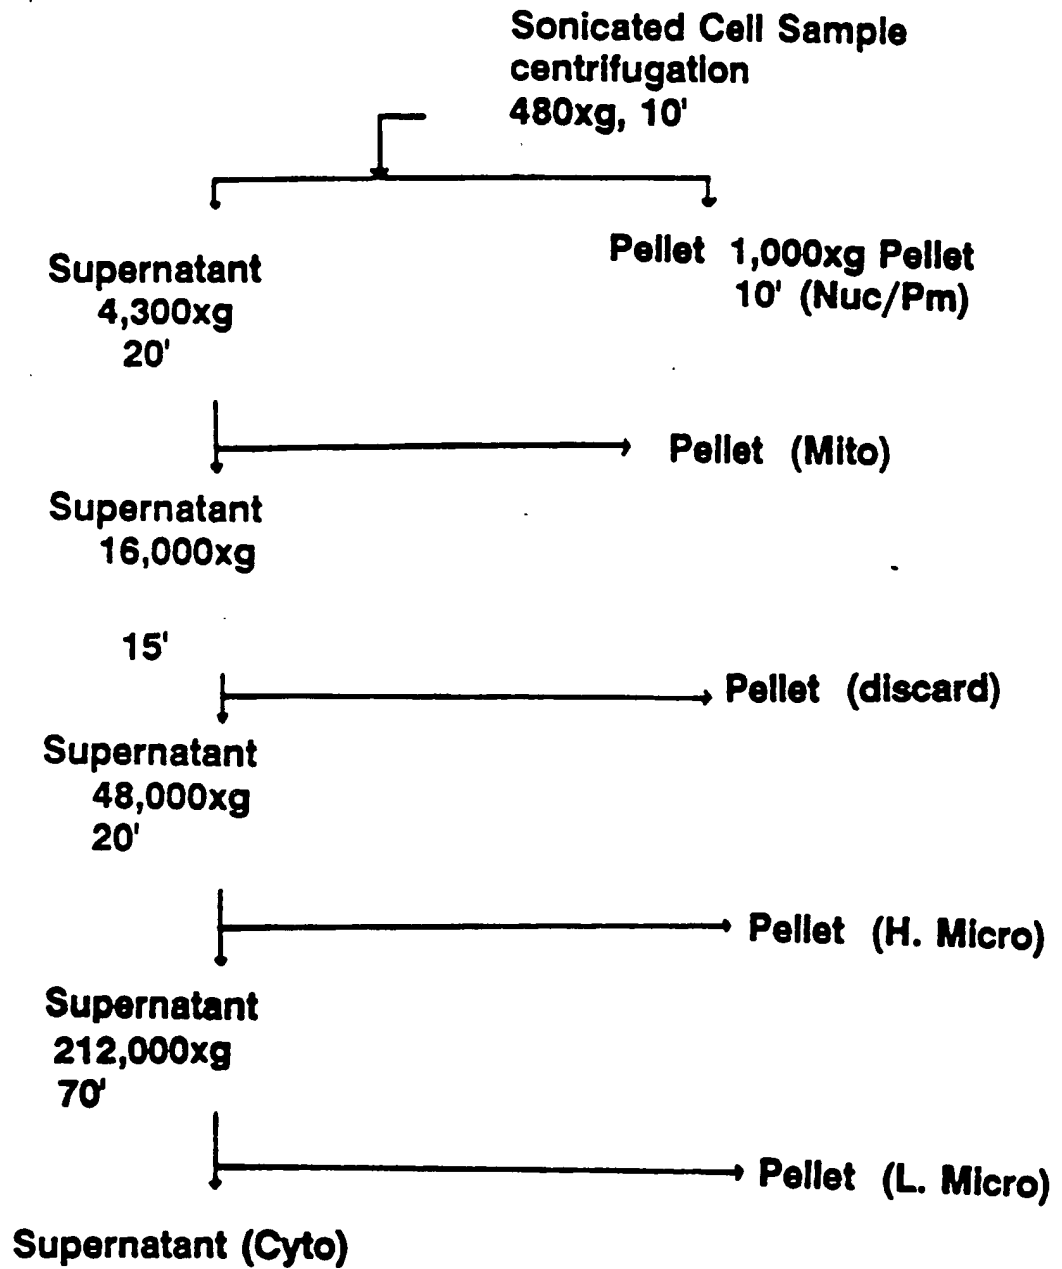 Sonicated Cell Sample
centrifugation
480xg, 10'
Supernatant
4,300xg
20'
Pellet 1,000xg Pellet
10' (Nuc/Pm)
Pellet (Mito)
Supernatant
16,000xg
15'
Pellet (discard)
Supernatant
48,000xg
20'
Pellet (H. Micro)
Supernatant
212,000xg
70'
Pellet (L. Micro)
Supernatant (Cyto)